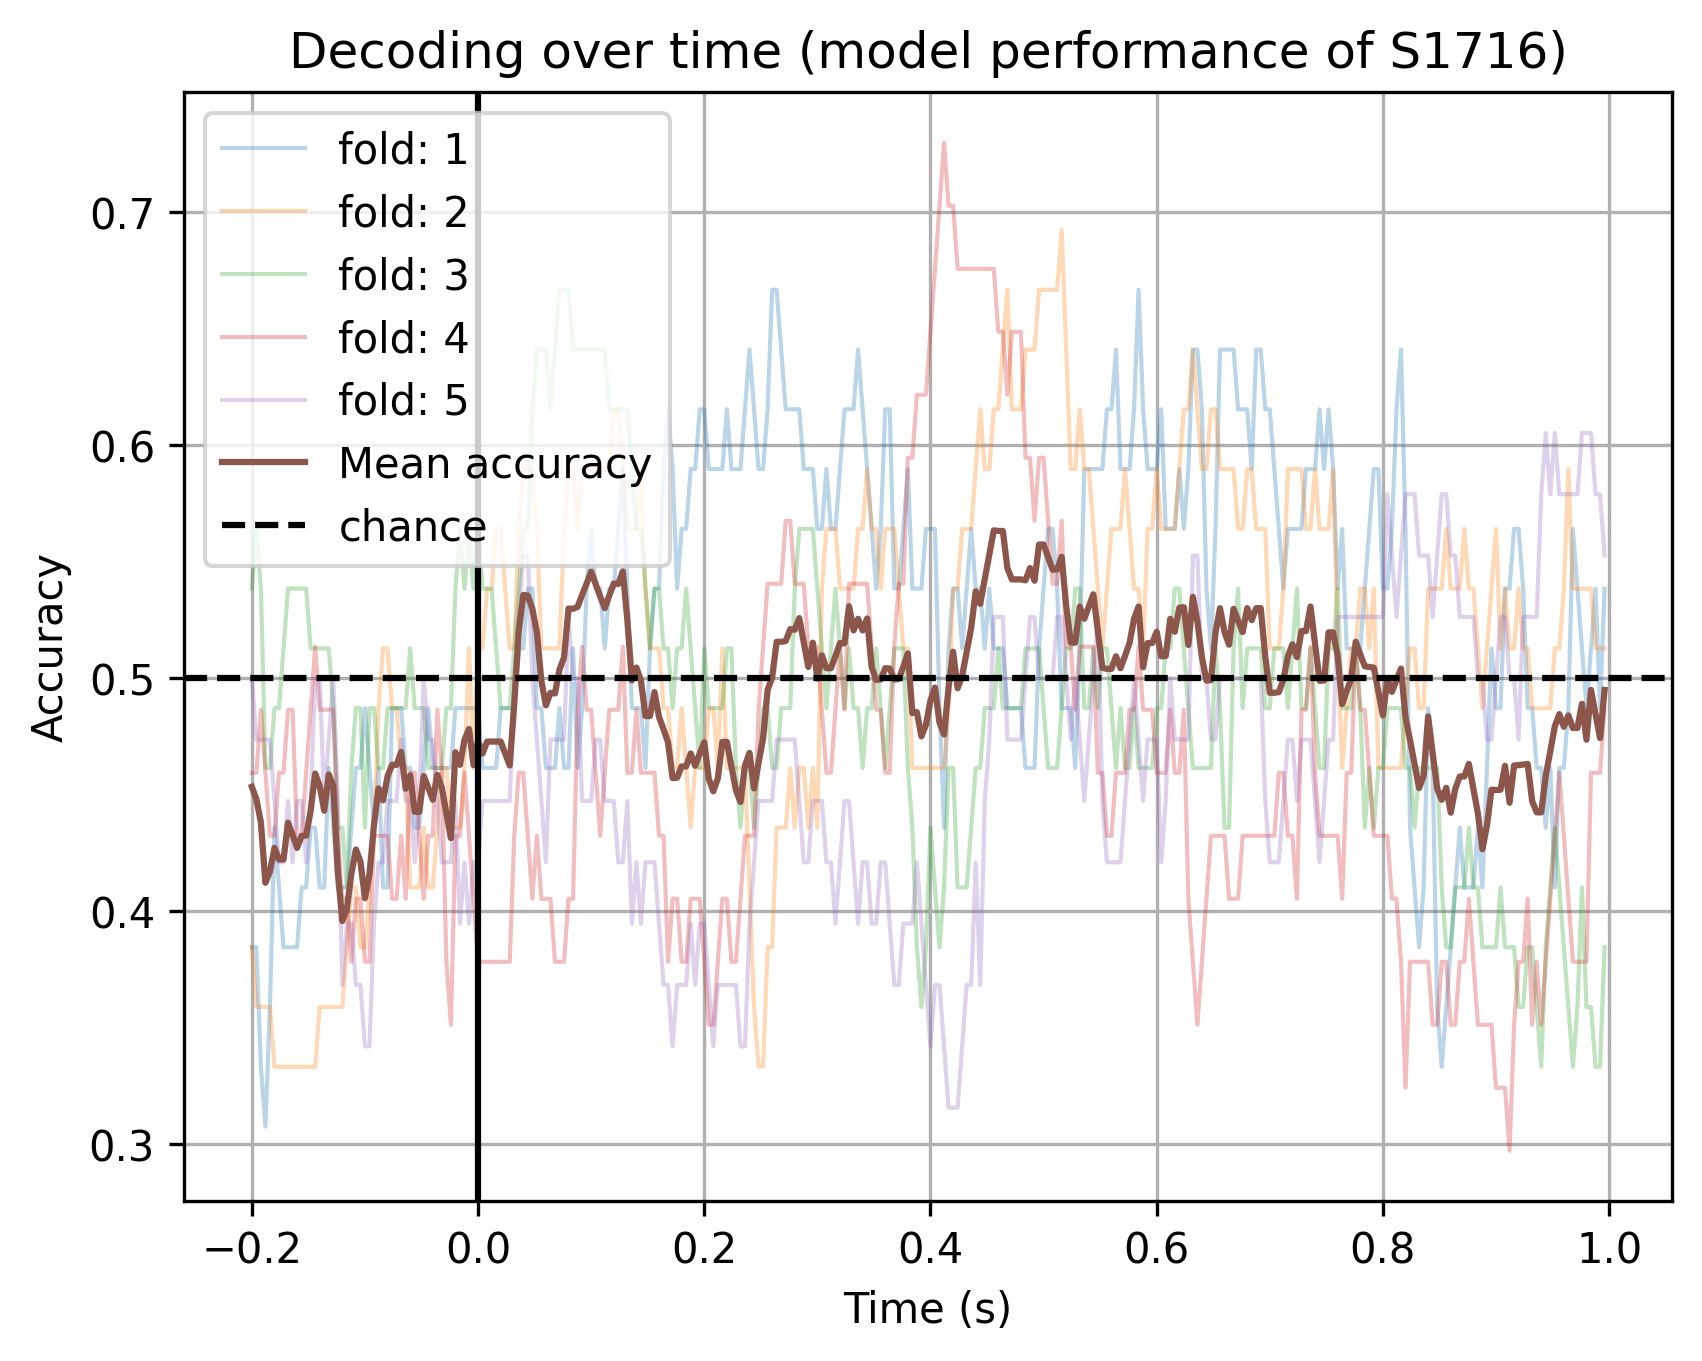 Decoding over time (model performance of S1716)
fold: 1
fold: 2
fold: 3
fold: 4
fold: 5
Mean accuracy
chance
Accuracy
0.7
0.6
0.5
0.4
0.3
−0.2 0.0 0.2 0.4 0.6 0.8 1.0
Time (s)